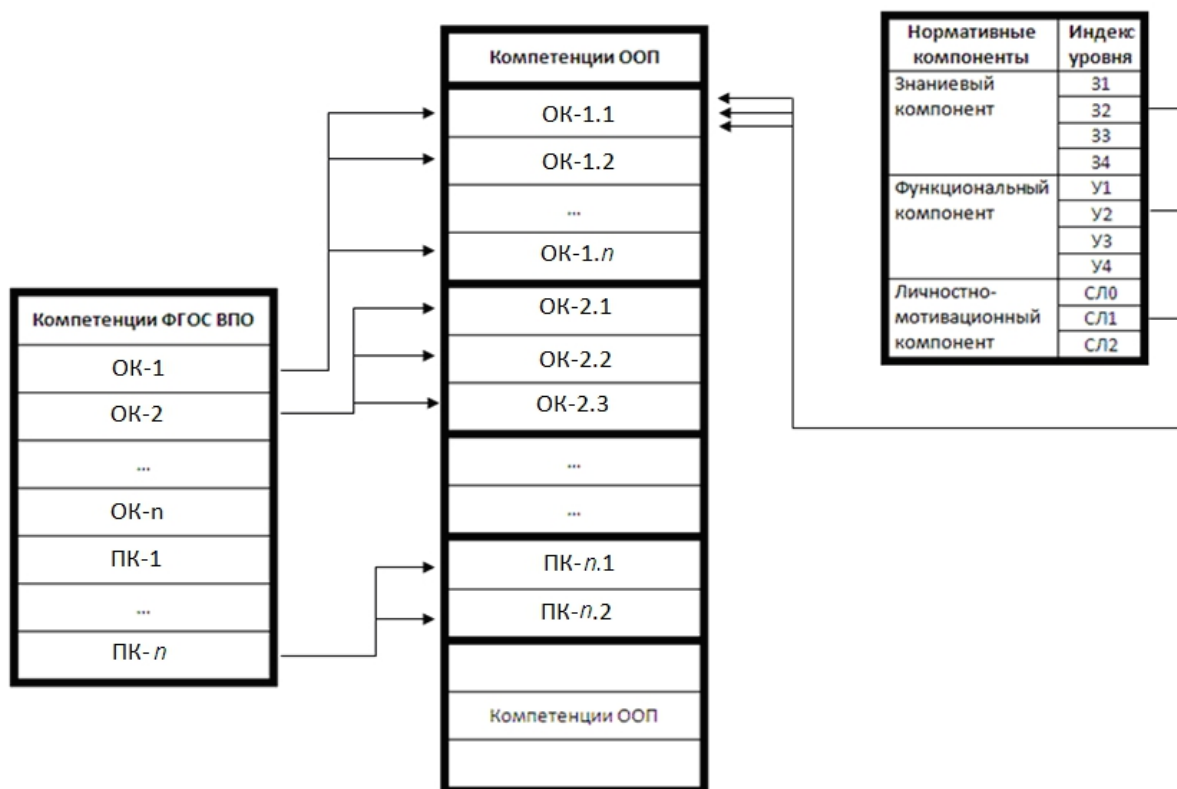 Компетенции ФГОС ВПО
ОК-1
ОК-2
...
ОК-n
ПК-1
...
ПК-n
Компетенции ООП
ОК-1.1
ОК-1.2
...
ОК-1.n
ОК-2.1
ОК-2.2
ОК-2.3
...
...
ПК-n.1
ПК-n.2
Компетенции ООП
Нормативные компоненты
Индекс уровня
Знаниевый компонент
З1
З2
З3
З4
Функциональный компонент
У1
У2
У3
У4
Личностно-
мотивационный
компонент
СЛ0
СЛ1
СЛ2